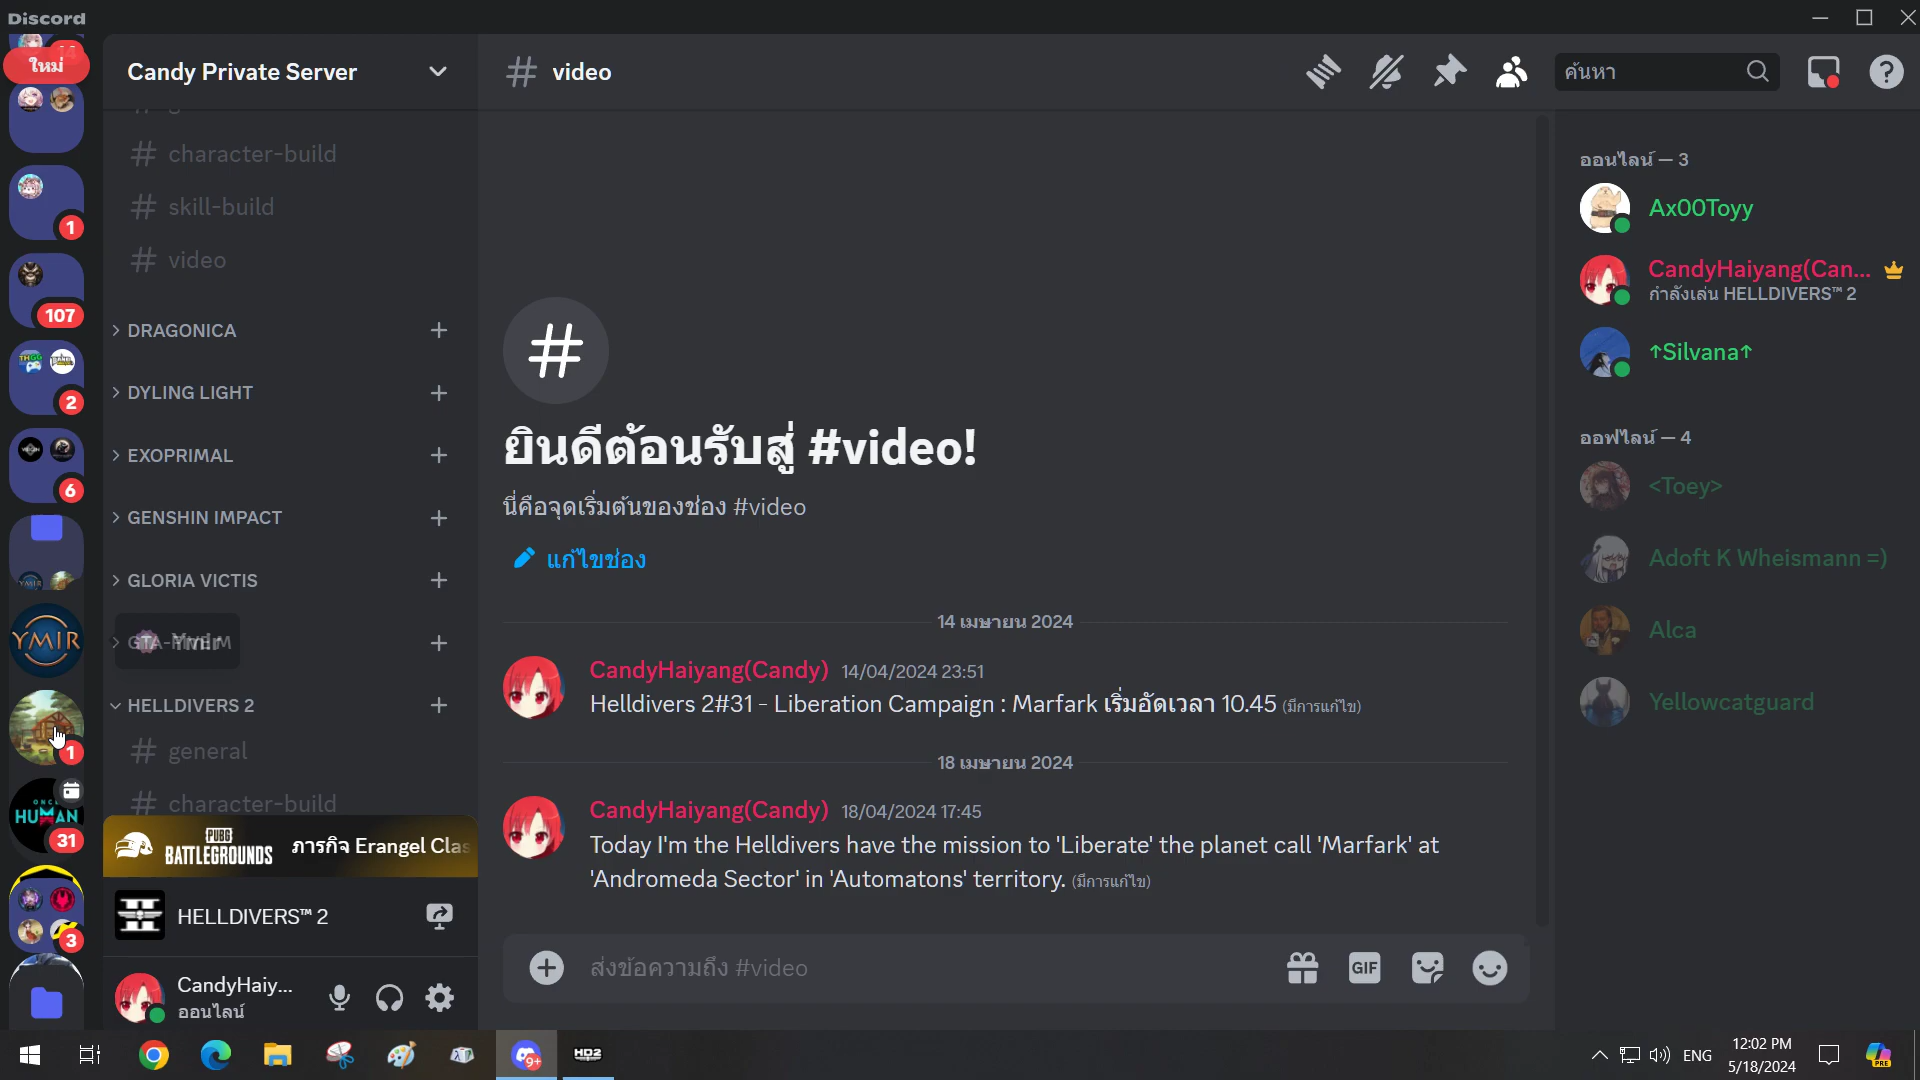 Discord
ใหม่
1
107
2
6
YMIR
1
ONCE
HUMAN
31
3
Candy Private Server
character-build
skill-build
video
DRAGONICA
DYLING LIGHT
EXOPRIMAL
GENSHIN IMPACT
GLORIA VICTIS
Ymir
HELLDIVERS 2
general
character-build
PUBG
BATTLEGROUNDS
ภารกิจ Erangel Clas
HELLDIVERS™ 2
CandyHaiy...
ออนไลน์
# video
ค้นหา
#
ยินดีต้อนรับสู่ #video!
นี่คือจุดเริ่มต้นของช่อง #video
แก้ไขช่อง
14 เมษายน 2024
CandyHaiyang(Candy) 14/04/2024 23:51
Helldivers 2#31 - Liberation Campaign : Marfark เริ่มอัดเวลา 10.45 (มีการแก้ไข)
18 เมษายน 2024
CandyHaiyang(Candy) 18/04/2024 17:45
Today I'm the Helldivers have the mission to 'Liberate' the planet call 'Marfark' at
'Andromeda Sector' in 'Automatons' territory. (มีการแก้ไข)
ส่งข้อความถึง #video
GIF
ออนไลน์ — 3
Ax00Toyy
CandyHaiyang(Can...
กำลังเล่น HELLDIVERS™ 2
↑Silvana↑
ออฟไลน์ — 4
<Toey>
Adoft K Wheismann =)
Alca
Yellowcatguard
9+
HD2
ENG
12:02 PM
5/18/2024
PRE